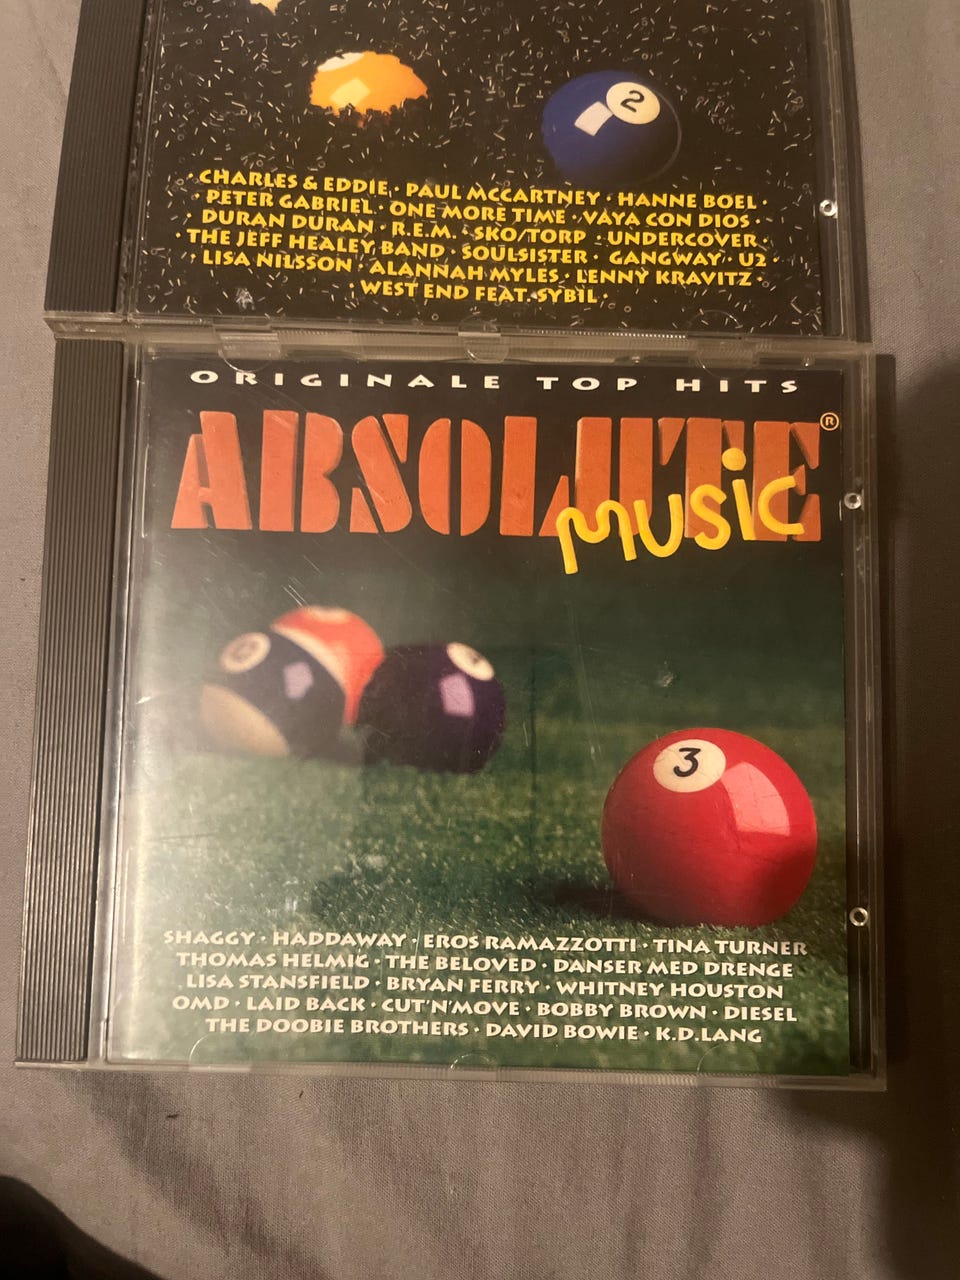 2
· CHARLES & EDDIE · PAUL MCCARTNEY · HANNE BOEL ·
· PETER GABRIEL · ONE MORE TIME · VAYA CON DIOS ·
· DURAN DURAN · R.E.M. · SKO/TORP · UNDERCOVER ·
· THE JEFF HEALEY BAND · SOULSISTER · GANGWAY · U2 ·
· LISA NILSSON · ALANNAH MYLES · LENNY KRAVITZ ·
· WEST END FEAT. SYBIL ·
ORIGINALE TOP HITS
ABSOLUTE®
MUSIC
3
SHAGGY · HADDAWAY · EROS RAMAZZOTTI · TINA TURNER
THOMAS HELMIG · THE BELOVED · DANSER MED DRENGE
LISA STANSFIELD · BRYAN FERRY · WHITNEY HOUSTON
OMD · LAID BACK · CUT'N'MOVE · BOBBY BROWN · DIESEL
THE DOOBIE BROTHERS · DAVID BOWIE · K.D.LANG